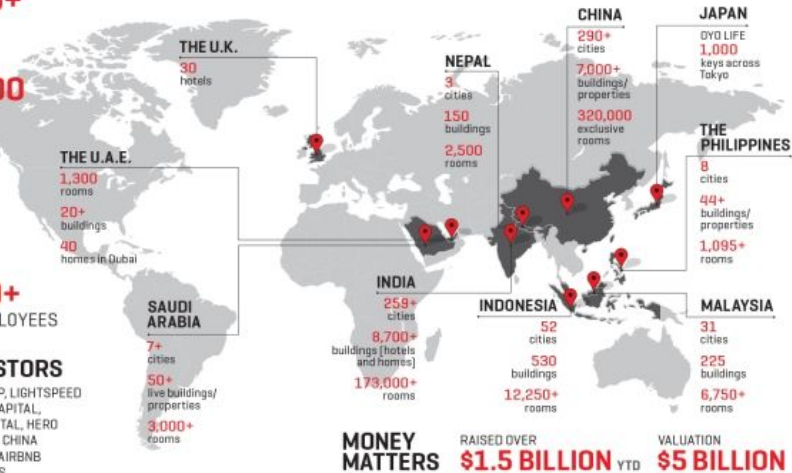 THE U.K.
30
hotels
THE U.A.E.
1,300
rooms
20+
buildings
40
homes in Dubai
SAUDI
ARABIA
7+
cities
50+
live buildings/
properties
3,000+
rooms
NEPAL
3
cities
150
buildings
2,500
rooms
INDIA
259+
cities
8,700+
buildings (hotels
and homes)
173,000+
rooms
CHINA
290+
cities
7,000+
buildings/
properties
320,000
exclusive
rooms
JAPAN
OYO LIFE
1,000
keys across
Tokyo
THE
PHILIPPINES
8
cities
44+
buildings/
properties
1,095+
rooms
INDONESIA
52
cities
530
buildings
12,250+
rooms
MALAYSIA
31
cities
225
buildings
6,750+
rooms
LIGHTSPEED
HERO
CHINA
AIRBNB
MONEY
MATTERS
RAISED OVER
$1.5 BILLION YTD
VALUATION
$5 BILLION